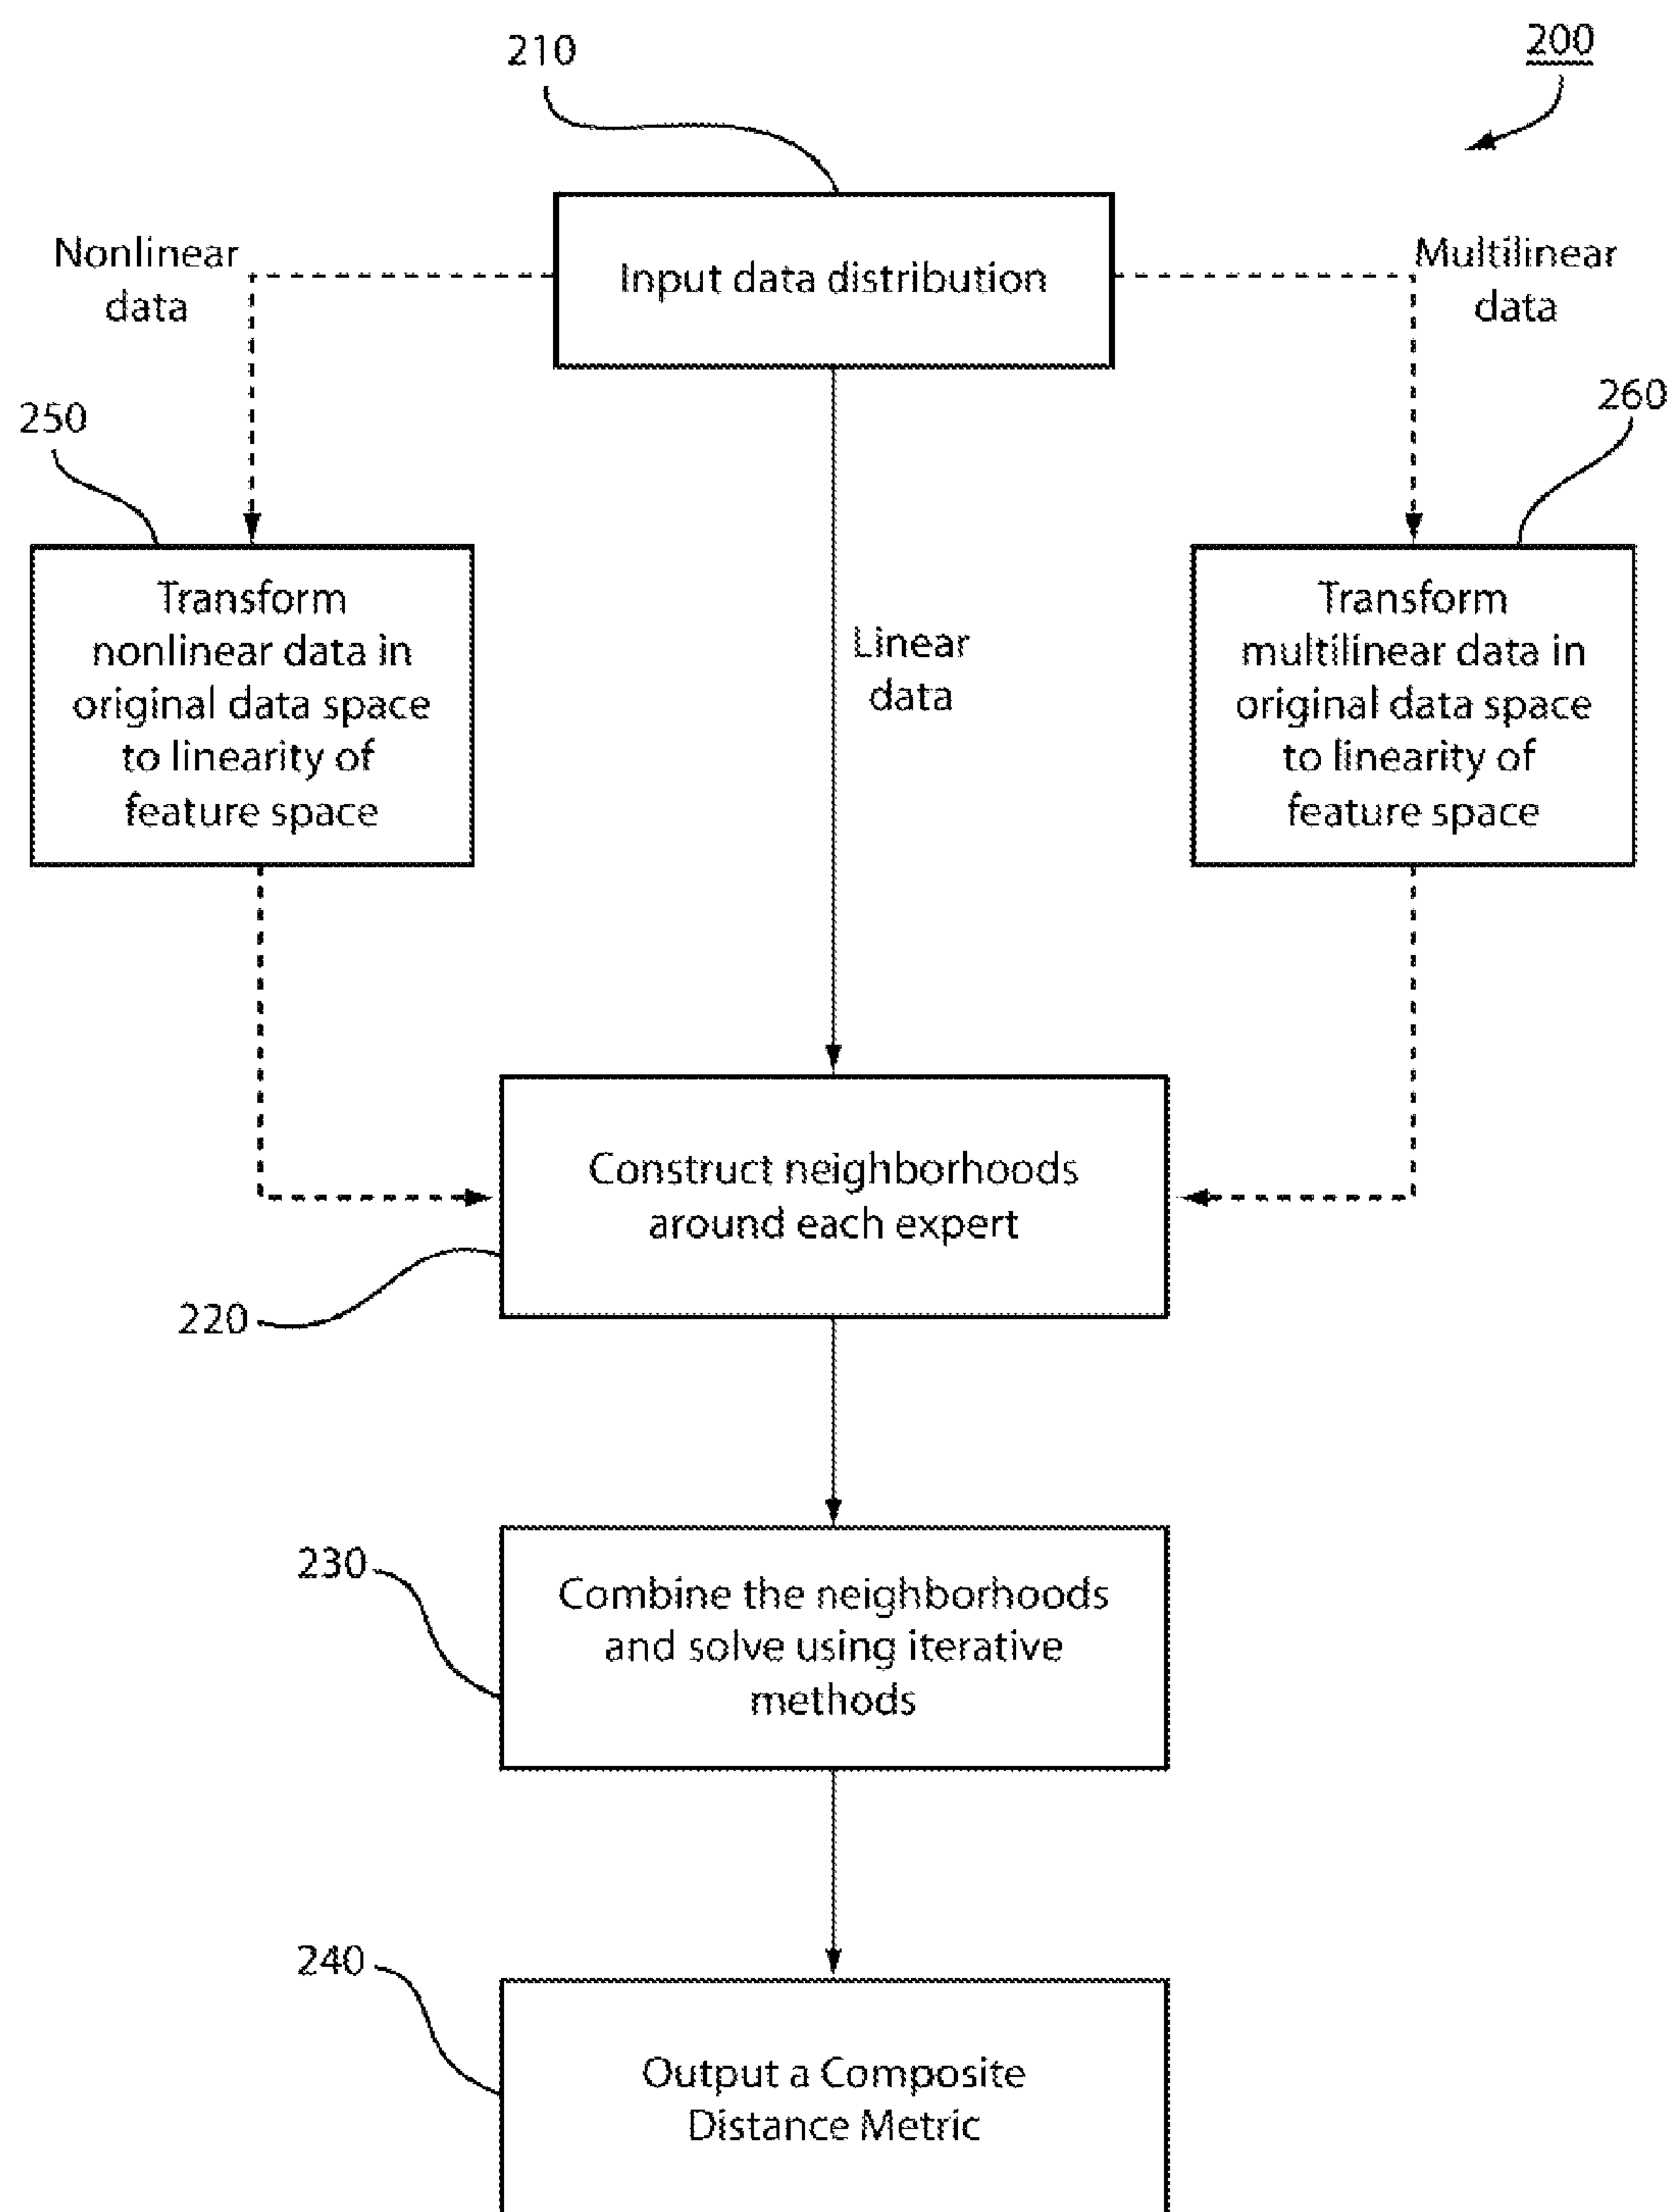 210
200
Nonlinear
data
Input data distribution
Multilinear
data
250
260
Transform
nonlinear data in
original data space
to linearity of
feature space
Linear
data
Transform
multilinear data in
original data space
to linearity of
feature space
Construct neighborhoods
around each expert
220
230
Combine the neighborhoods
and solve using iterative
methods
240
Output a Composite
Distance Metric